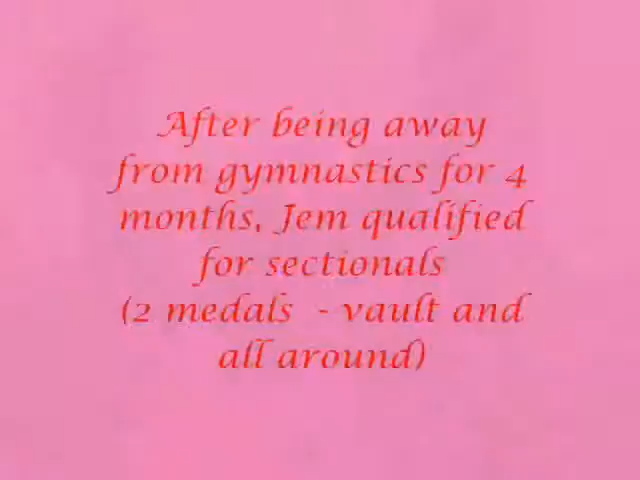 After being away
from gymnastics for 4
months, Jem qualified
for sectionals
(2 medals - vault and
all around)